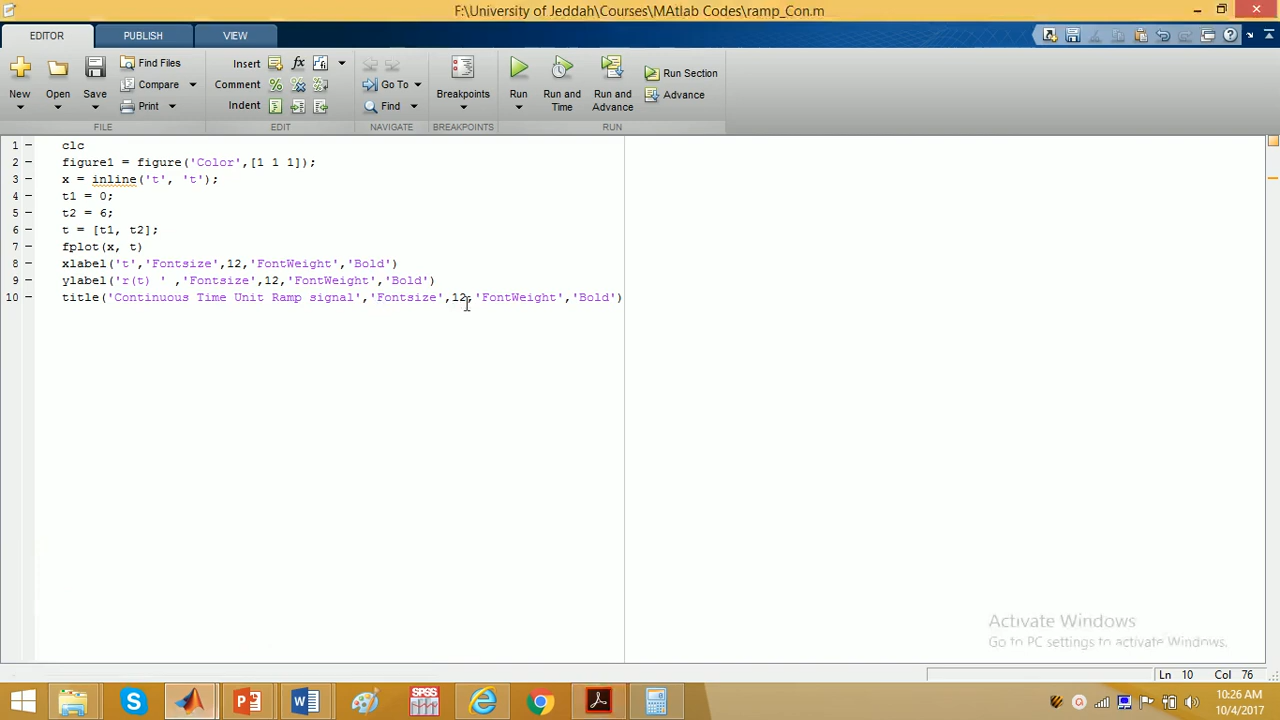 F:\University of Jeddah\Courses\MAtlab Codes\ramp_Con.m
EDITOR PUBLISH VIEW
Find Files Insert fx Go To Run Section
New Open Save Compare Comment Breakpoints Run Run and Time Run and Advance Advance
Print Indent Find
FILE EDIT NAVIGATE BREAKPOINTS RUN
1 – clc
2 – figure1 = figure('Color',[1 1 1]);
3 – x = inline('t', 't');
4 – t1 = 0;
5 – t2 = 6;
6 – t = [t1, t2];
7 – fplot(x, t)
8 – xlabel('t','Fontsize',12,'FontWeight','Bold')
9 – ylabel('r(t) ' ,'Fontsize',12,'FontWeight','Bold')
10 – title('Continuous Time Unit Ramp signal','Fontsize',12,'FontWeight','Bold')
Activate Windows
Go to PC settings to activate Windows.
Ln 10 Col 76
SPSS
10:26 AM
10/4/2017